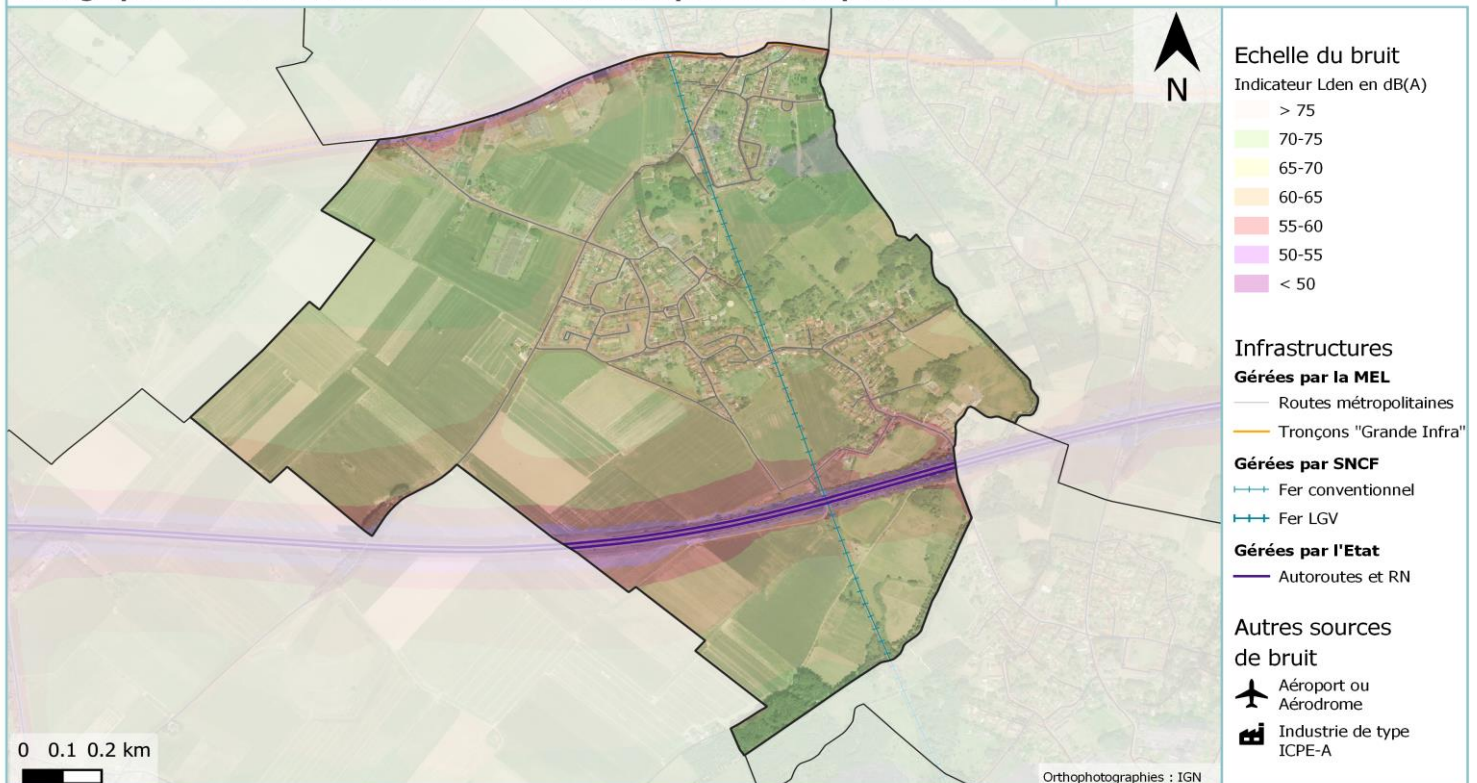 N
Echelle du bruit
Indicateur Lden en dB(A)
> 75
70-75
65-70
60-65
55-60
50-55
< 50
Infrastructures
Gérées par la MEL
Routes métropolitaines
Tronçons "Grande Infra"
Gérées par SNCF
Fer conventionnel
Fer LGV
Gérées par l'Etat
Autoroutes et RN
Autres sources
de bruit
Aéroport ou
Aérodrome
Industrie de type
ICPE-A
0 0.1 0.2 km
Orthophotographies : IGN